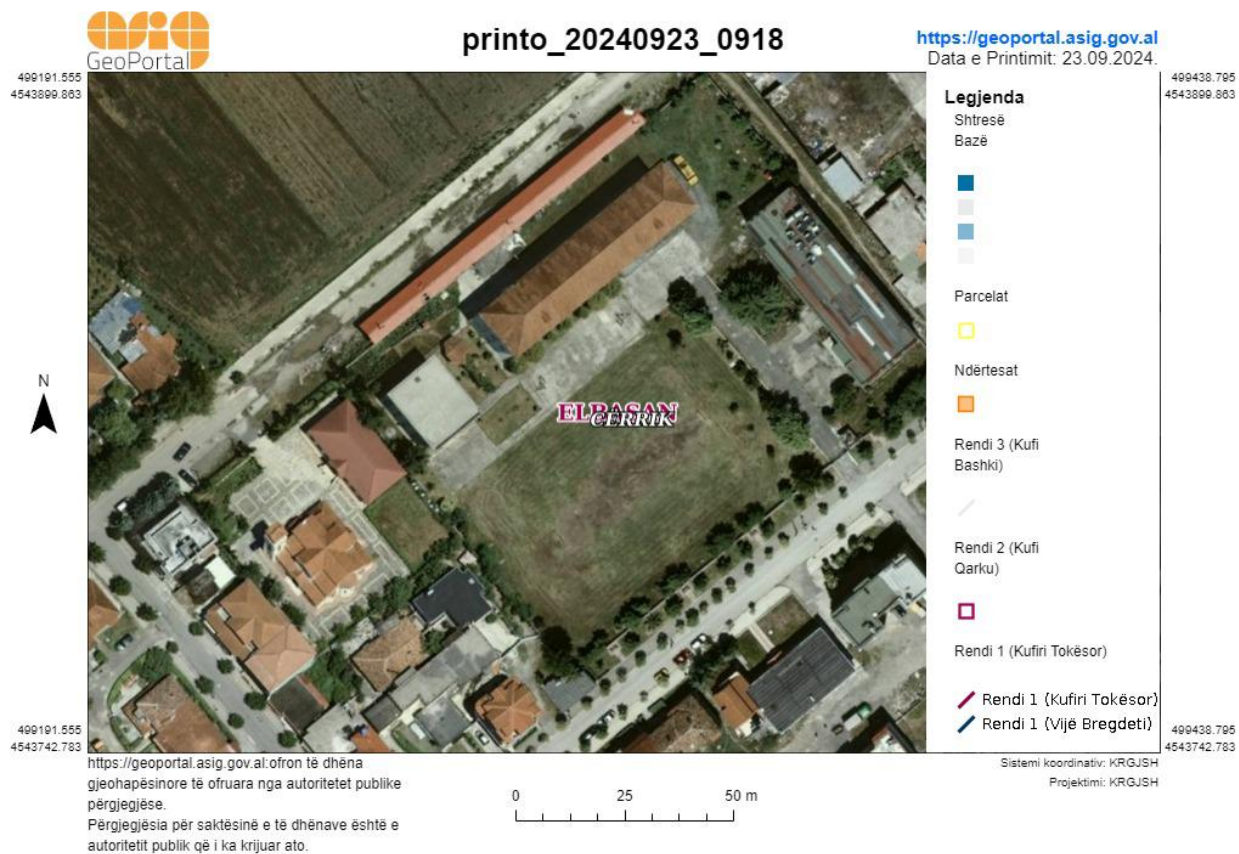 asig
GeoPortal
printo_20240923_0918
https://geoportal.asig.gov.al
Data e Printimit: 23.09.2024.
499191.555
4543899.863
499438.795
4543899.863
Legjenda
Shtresë
Bazë
Parcelat
Ndërtesat
Rendi 3 (Kufi
Bashki)
Rendi 2 (Kufi
Qarku)
Rendi 1 (Kufiri Tokësor)
Rendi 1 (Kufiri Tokësor)
Rendi 1 (Vijë Bregdeti)
N
ELBASAN
CËRRIK
499191.555
4543742.783
499438.795
4543742.783
https://geoportal.asig.gov.al:ofron të dhëna
gjeohapësinore të ofruara nga autoritetet publike
përgjegjëse.
Përgjegjësia për saktësinë e të dhënave është e
autoritetit publik që i ka krijuar ato.
0 25 50 m
Sistemi koordinativ: KRGJSH
Projektimi: KRGJSH